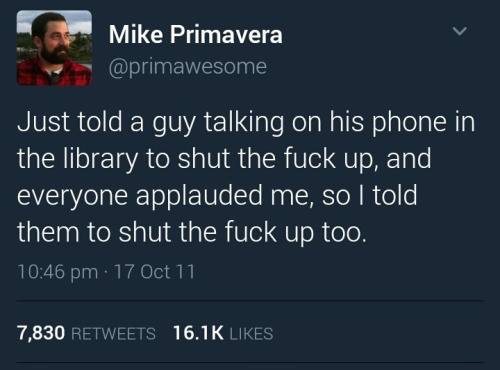 Mike Primavera
@primawesome
Just told a guy talking on his phone in
the library to shut the fuck up, and
everyone applauded me, so I told
them to shut the fuck up too.
10:46 pm · 17 Oct 11
7,830 RETWEETS 16.1K LIKES